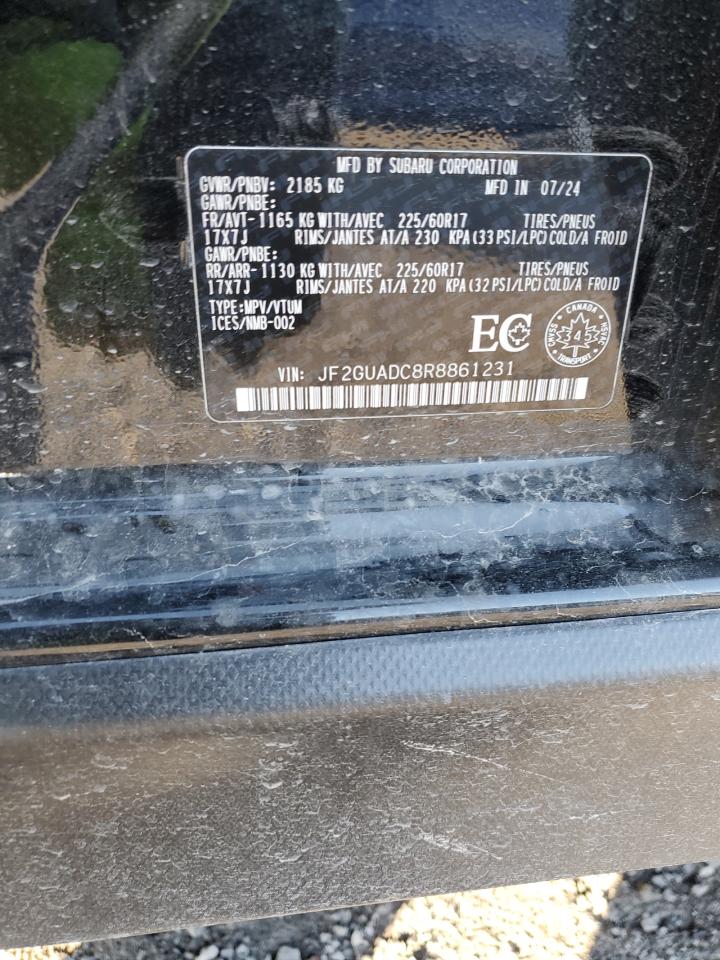 MFD BY SUBARU CORPORATION
GVWR/PNBV: 2185 KG MFD IN 07/24
GAWR/PNBE:
FR/AVT-1165 KG WITH/AVEC 225/60R17 TIRES/PNEUS
17X7J RIMS/JANTES AT/A 230 KPA(33 PSI/LPC)COLD/A FROID
GAWR/PNBE:
RR/ARR-1130 KG WITH/AVEC 225/60R17 TIRES/PNEUS
17X7J RIMS/JANTES AT/A 220 KPA(32 PSI/LPC)COLD/A FROID
TYPE:MPV/VTUM
ICES/NMB-002
EC
CANADA
SSVAC
345
NSVAC
TRANSPORT
VIN: JF2GUADC8R8861231